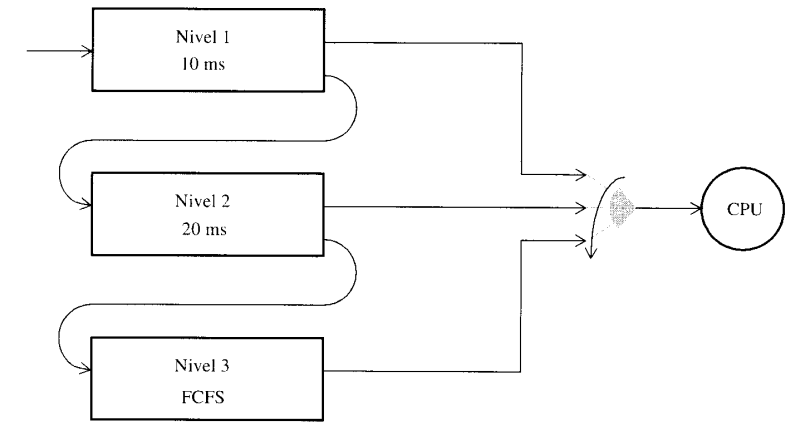 Nivel 1
10 ms
Nivel 2
20 ms
CPU
Nivel 3
FCFS